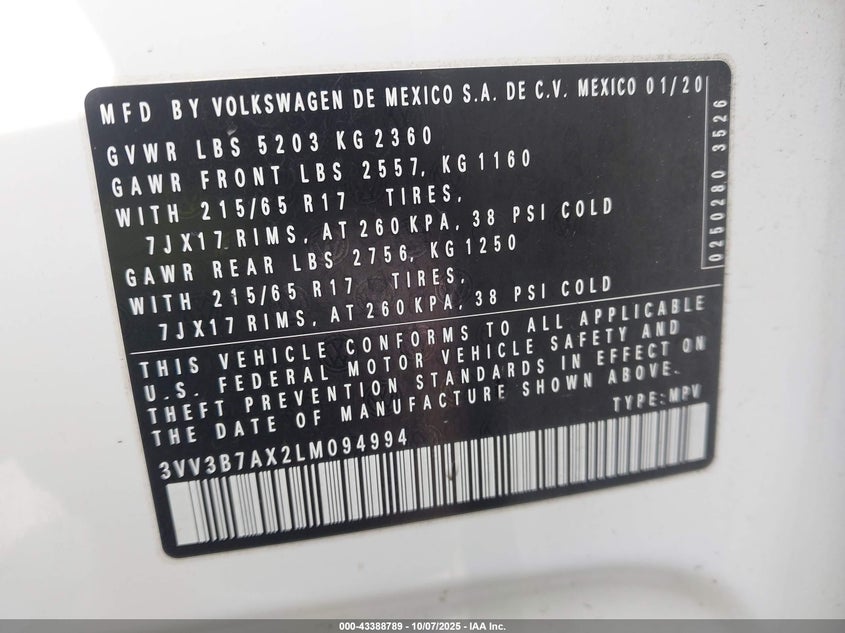 MFD BY VOLKSWAGEN DE MEXICO S.A. DE C.V. MEXICO 01/20
GVWR LBS 5203 KG 2360
GAWR FRONT LBS 2557, KG 1160
WITH 215/65 R17 TIRES,
7JX17 RIMS, AT 260 KPA, 38 PSI COLD
GAWR REAR LBS 2756, KG 1250
WITH 215/65 R17 TIRES,
7JX17 RIMS, AT 260 KPA, 38 PSI COLD
0250280 3526
THIS VEHICLE CONFORMS TO ALL APPLICABLE
U.S. FEDERAL MOTOR VEHICLE SAFETY AND
THEFT PREVENTION STANDARDS IN EFFECT ON
THE DATE OF MANUFACTURE SHOWN ABOVE.
TYPE: MPV
3VV3B7AX2LM094994
000-43388789 - 10/07/2025 - IAA Inc.